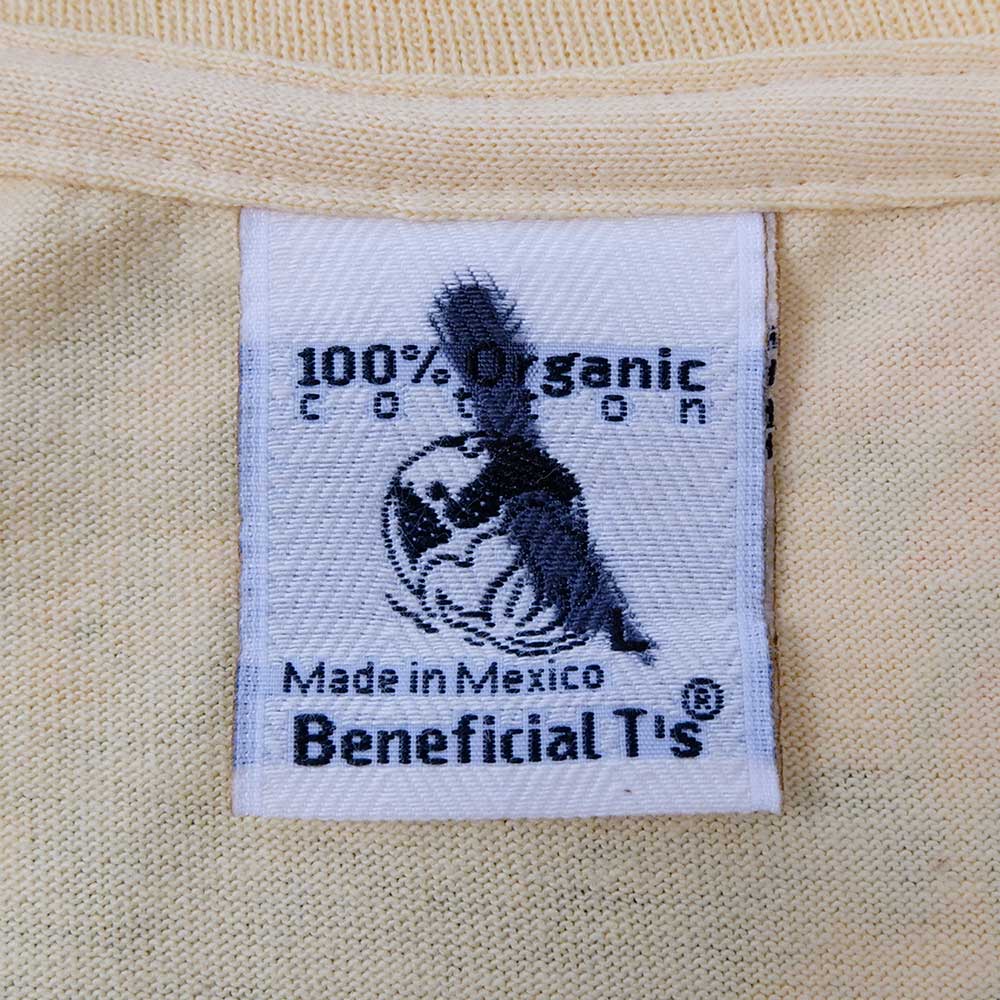 100% Organic
cotton
L
Made in Mexico
Beneficial T's ®